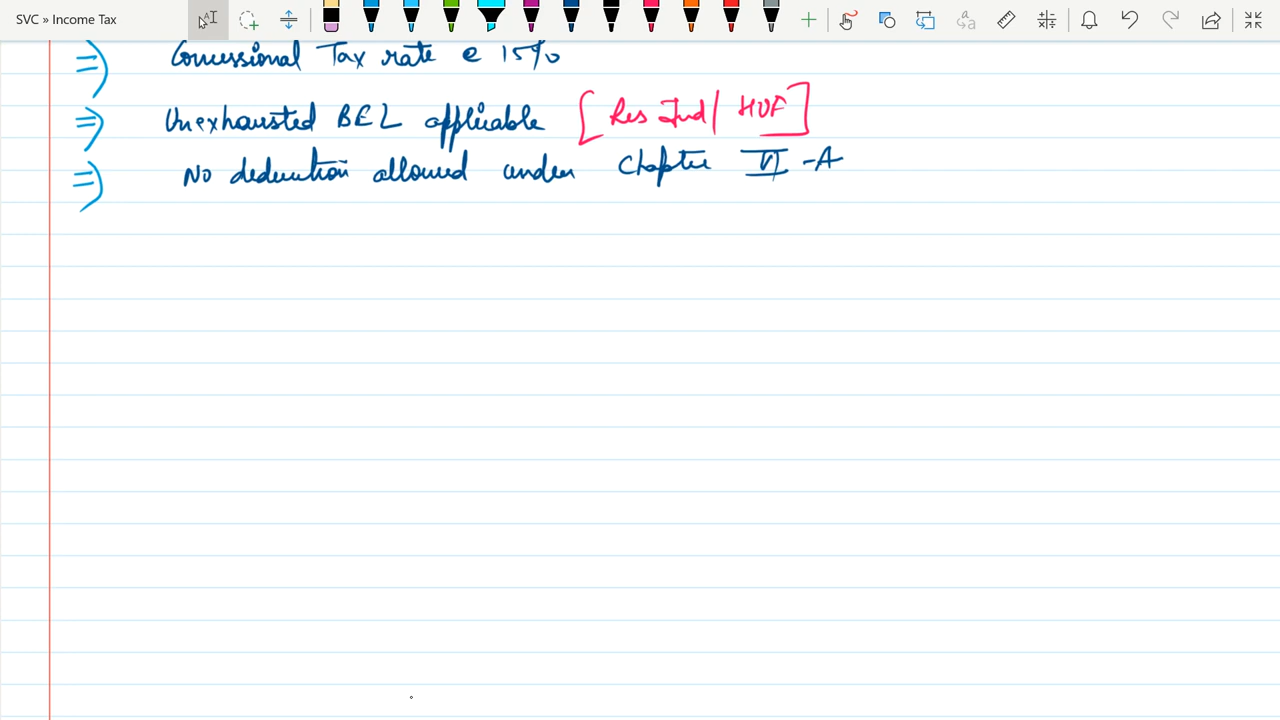 SVC » Income Tax
⇒ Concessional Tax rate @ 15%
⇒ Unexhausted BEL applicable [Res Ind/ HUF]
⇒ No deduction allowed under Chapter VI-A